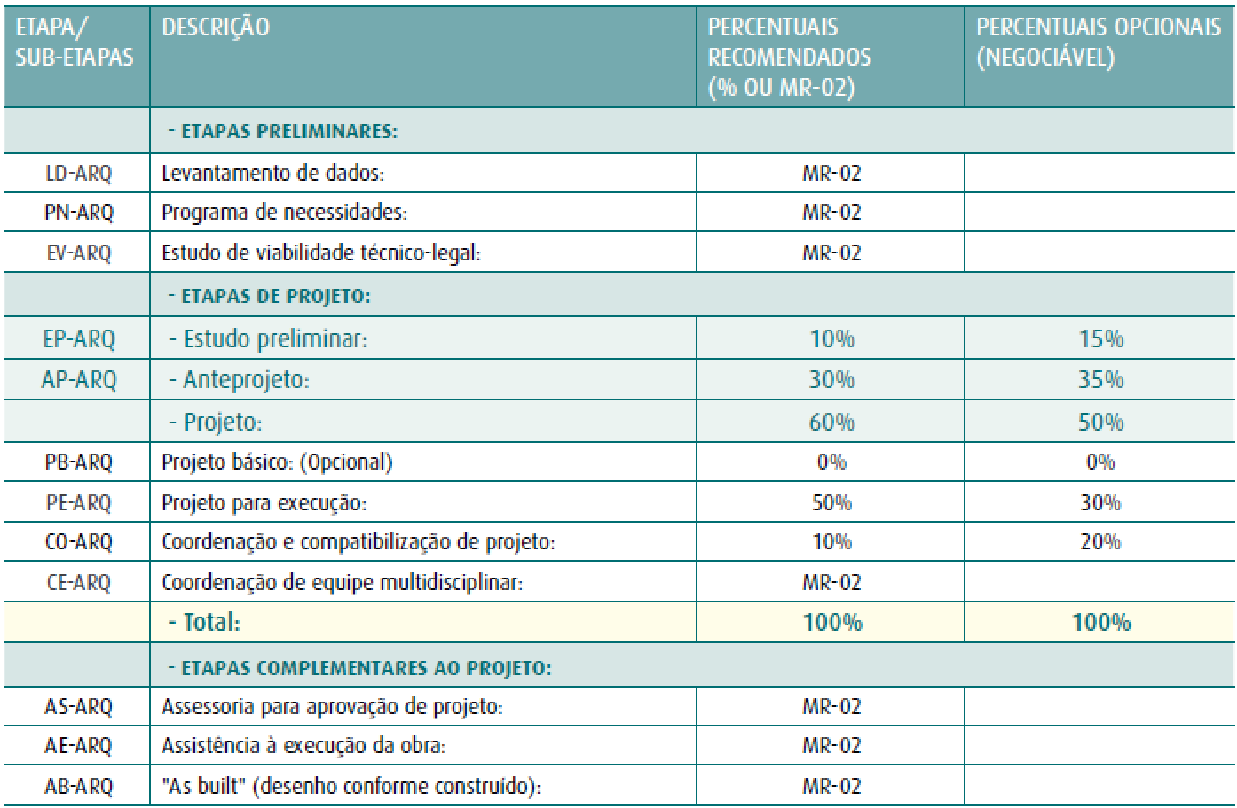 ETAPA/ SUB-ETAPAS DESCRIÇÃO PERCENTUAIS RECOMENDADOS (% OU MR-02) PERCENTUAIS OPCIONAIS (NEGOCIÁVEL)
- ETAPAS PRELIMINARES:
LD-ARQ Levantamento de dados: MR-02
PN-ARQ Programa de necessidades: MR-02
EV-ARQ Estudo de viabilidade técnico-legal: MR-02
- ETAPAS DE PROJETO:
EP-ARQ - Estudo preliminar: 10% 15%
AP-ARQ - Anteprojeto: 30% 35%
- Projeto: 60% 50%
PB-ARQ Projeto básico: (Opcional) 0% 0%
PE-ARQ Projeto para execução: 50% 30%
CO-ARQ Coordenação e compatibilização de projeto: 10% 20%
CE-ARQ Coordenação de equipe multidisciplinar: MR-02
- Total: 100% 100%
- ETAPAS COMPLEMENTARES AO PROJETO:
AS-ARQ Assessoria para aprovação de projeto: MR-02
AE-ARQ Assistência à execução da obra: MR-02
AB-ARQ "As built" (desenho conforme construído): MR-02